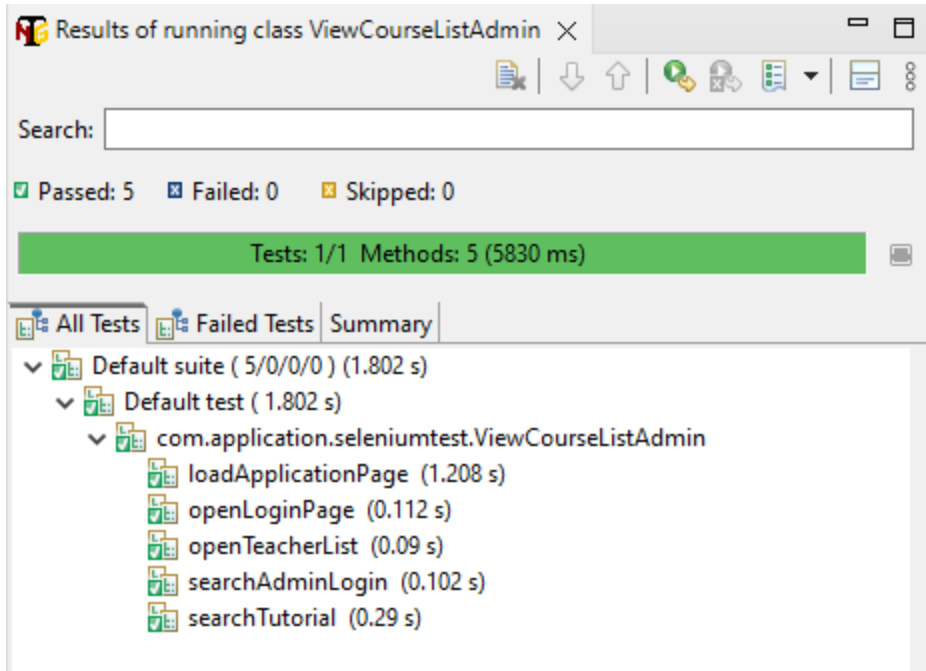 Results of running class ViewCourseListAdmin
Search:
Passed: 5 Failed: 0 Skipped: 0
Tests: 1/1 Methods: 5 (5830 ms)
All Tests Failed Tests Summary
Default suite ( 5/0/0/0 ) (1.802 s)
Default test ( 1.802 s)
com.application.seleniumtest.ViewCourseListAdmin
loadApplicationPage (1.208 s)
openLoginPage (0.112 s)
openTeacherList (0.09 s)
searchAdminLogin (0.102 s)
searchTutorial (0.29 s)